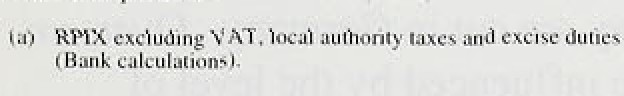 (a) RPIX excluding VAT, local authority taxes and excise duties
(Bank calculations).